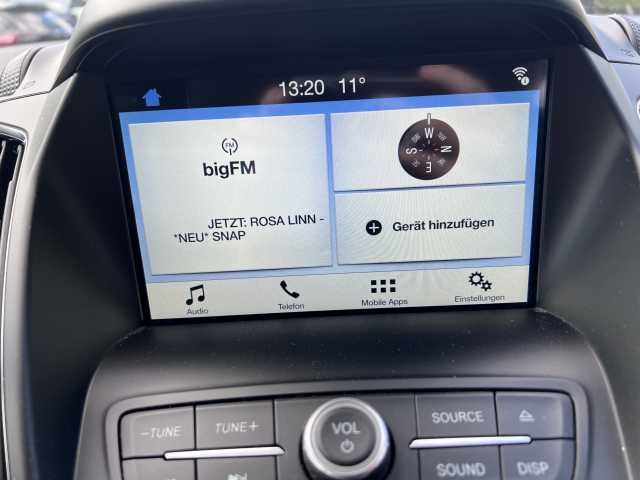 13:20 11°
FM
bigFM
JETZT: ROSA LINN -
*NEU* SNAP
W
S N
E
Gerät hinzufügen
Audio
Telefon
Mobile Apps
Einstellungen
–TUNE
TUNE+
VOL
SOURCE
SOUND
DISP